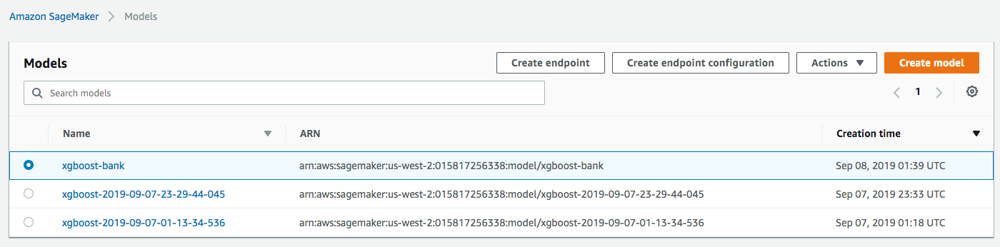 Amazon SageMaker > Models
Models
Create endpoint Create endpoint configuration Actions Create model
Search models
1
Name ARN Creation time
xgboost-bank arn:aws:sagemaker:us-west-2:015817256338:model/xgboost-bank Sep 08, 2019 01:39 UTC
xgboost-2019-09-07-23-29-44-045 arn:aws:sagemaker:us-west-2:015817256338:model/xgboost-2019-09-07-23-29-44-045 Sep 07, 2019 23:33 UTC
xgboost-2019-09-07-01-13-34-536 arn:aws:sagemaker:us-west-2:015817256338:model/xgboost-2019-09-07-01-13-34-536 Sep 07, 2019 01:18 UTC